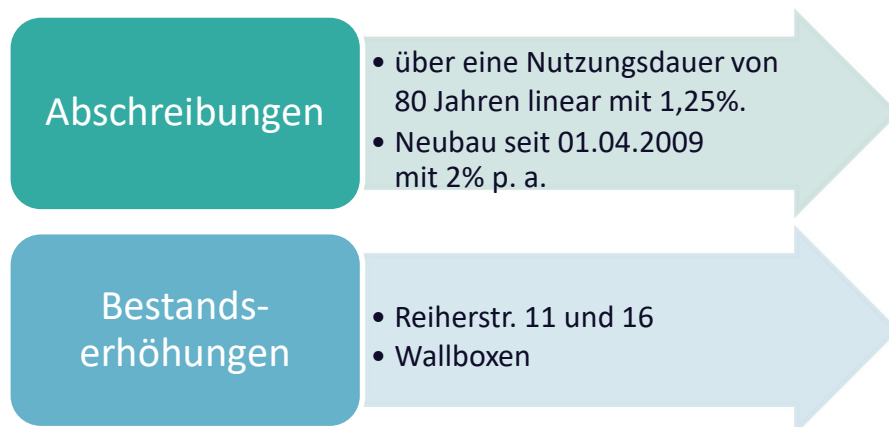 Abschreibungen
• über eine Nutzungsdauer von
80 Jahren linear mit 1,25%.
• Neubau seit 01.04.2009
mit 2% p. a.
Bestands-
erhöhungen
• Reiherstr. 11 und 16
• Wallboxen